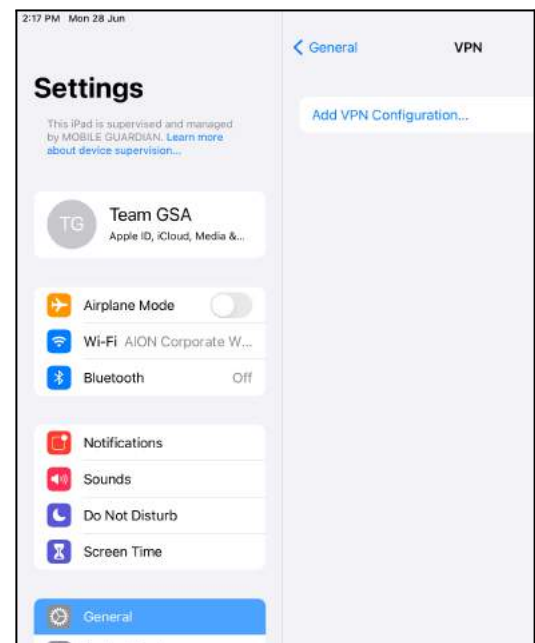 2:17 PM Mon 28 Jun
General
VPN
Settings
This iPad is supervised and managed
by MOBILE GUARDIAN. Learn more
about device supervision...
Add VPN Configuration...
TG
Team GSA
Apple ID, iCloud, Media &...
Airplane Mode
Wi-Fi AION Corporate W...
Bluetooth Off
Notifications
Sounds
Do Not Disturb
Screen Time
General